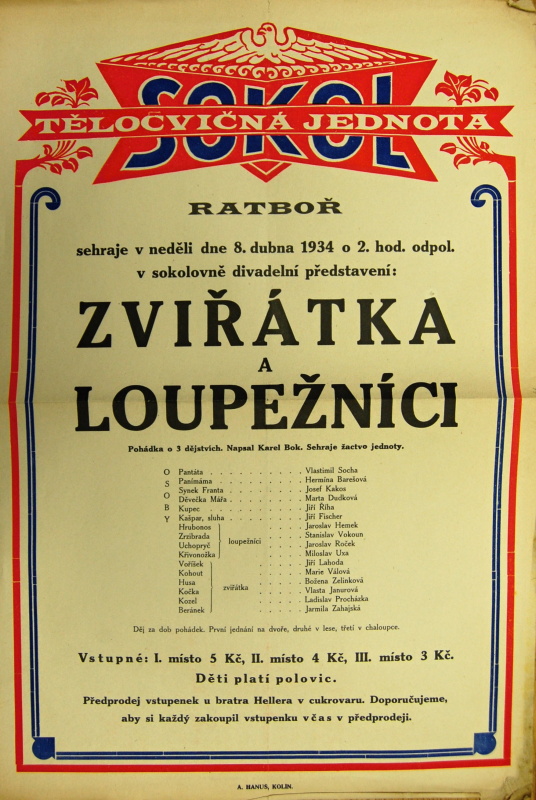 SOKOL
TĚLOCVIČNÁ JEDNOTA
RATBOŘ
sehraje v neděli dne 8. dubna 1934 o 2. hod. odpol.
v sokolovně divadelní představení:
ZVIŘÁTKA
A
LOUPEŽNÍCI
Pohádka o 3 dějstvích. Napsal Karel Bok. Sehraje žactvo jednoty.
OSOBY
Pantáta . . . . . . . . . . Vlastimil Socha
Panímáma . . . . . . . . . Hermína Barešová
Synek Franta . . . . . . . . Josef Kakos
Děvečka Mářa . . . . . . . . Marta Dudková
Kupec . . . . . . . . . . Jiří Říha
Kašpar, sluha . . . . . . . . Jiří Fischer
Hrubonos } Jaroslav Hemek
Zrzibrada } . . . . Stanislav Vokoun
Uchopryč } loupežníci . . . . Jaroslav Roček
Křivonožka } . . . . Miloslav Uxa
Voříšek } . . . . . Jiří Lahoda
Kohout } . . . . . Marie Válová
Husa } . . . . . Božena Zelinková
Kočka } zvířátka . . . . . Vlasta Janurová
Kozel } . . . . . Ladislav Procházka
Beránek } . . . . . Jarmila Zahajská
Děj za dob pohádek. První jednání na dvoře, druhé v lese, třetí v chaloupce.
Vstupné: I. místo 5 Kč, II. místo 4 Kč, III. místo 3 Kč.
Děti platí polovic.
Předprodej vstupenek u bratra Hellera v cukrovaru. Doporučujeme,
aby si každý zakoupil vstupenku včas v předprodeji.
A. HANUŠ, KOLÍN.